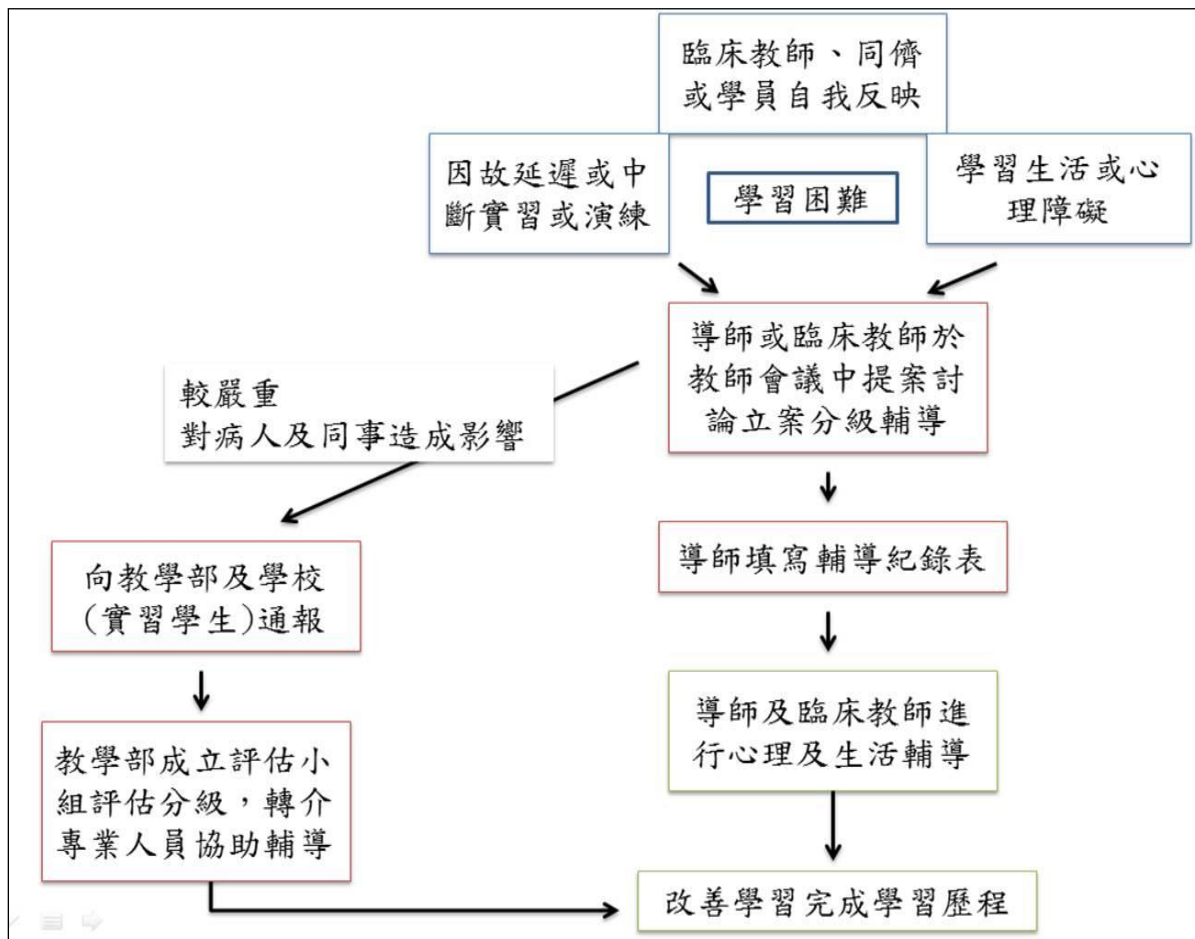 臨床教師、同儕
或學員自我反映
因故延遲或中
斷實習或演練
學習困難
學習生活或心
理障礙
導師或臨床教師於
教師會議中提案討
論立案分級輔導
較嚴重
對病人及同事造成影響
導師填寫輔導紀錄表
向教學部及學校
(實習學生)通報
導師及臨床教師進
行心理及生活輔導
教學部成立評估小
組評估分級，轉介
專業人員協助輔導
改善學習完成學習歷程